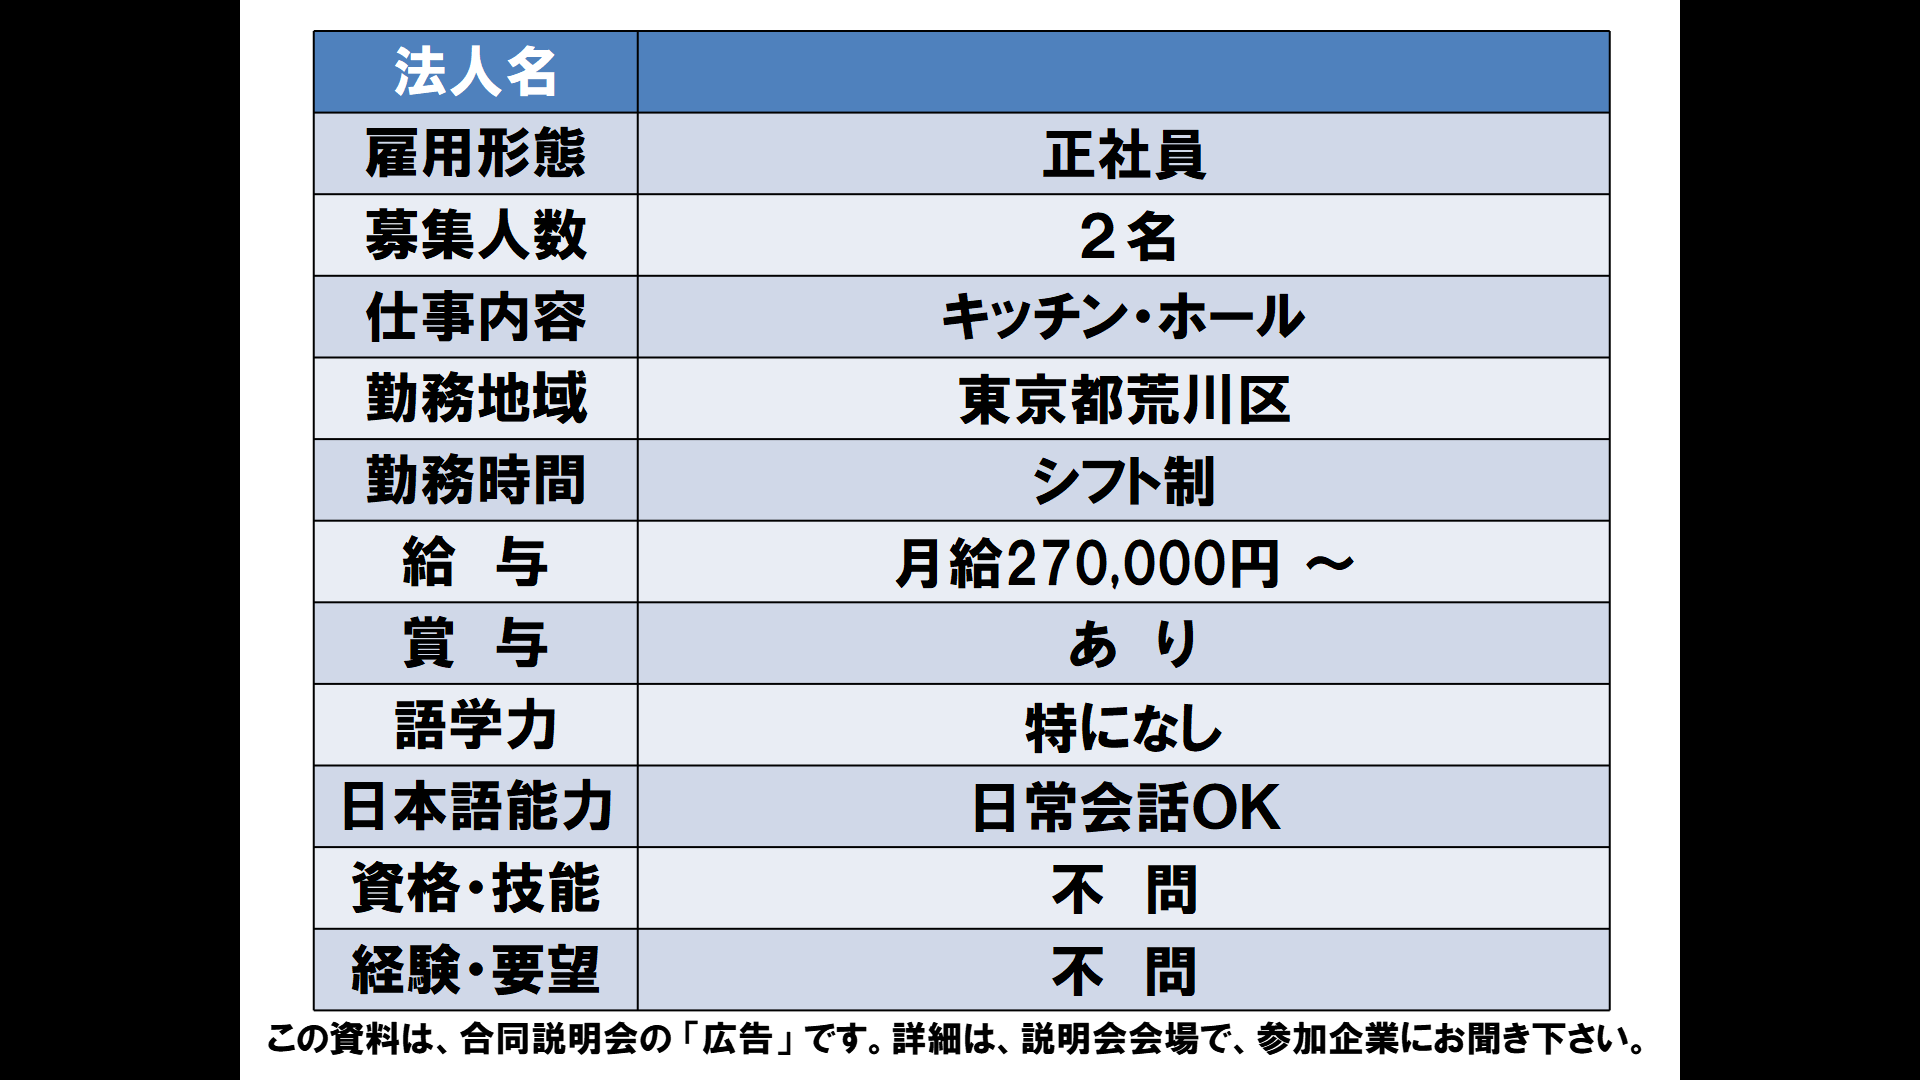 法人名
雇用形態 正社員
募集人数 2名
仕事内容 キッチン・ホール
勤務地域 東京都荒川区
勤務時間 シフト制
給　与 月給270,000円 ～
賞　与 あ り
語学力 特になし
日本語能力 日常会話OK
資格・技能 不　問
経験・要望 不　問
この資料は、合同説明会の「広告」です。詳細は、説明会会場で、参加企業にお聞き下さい。